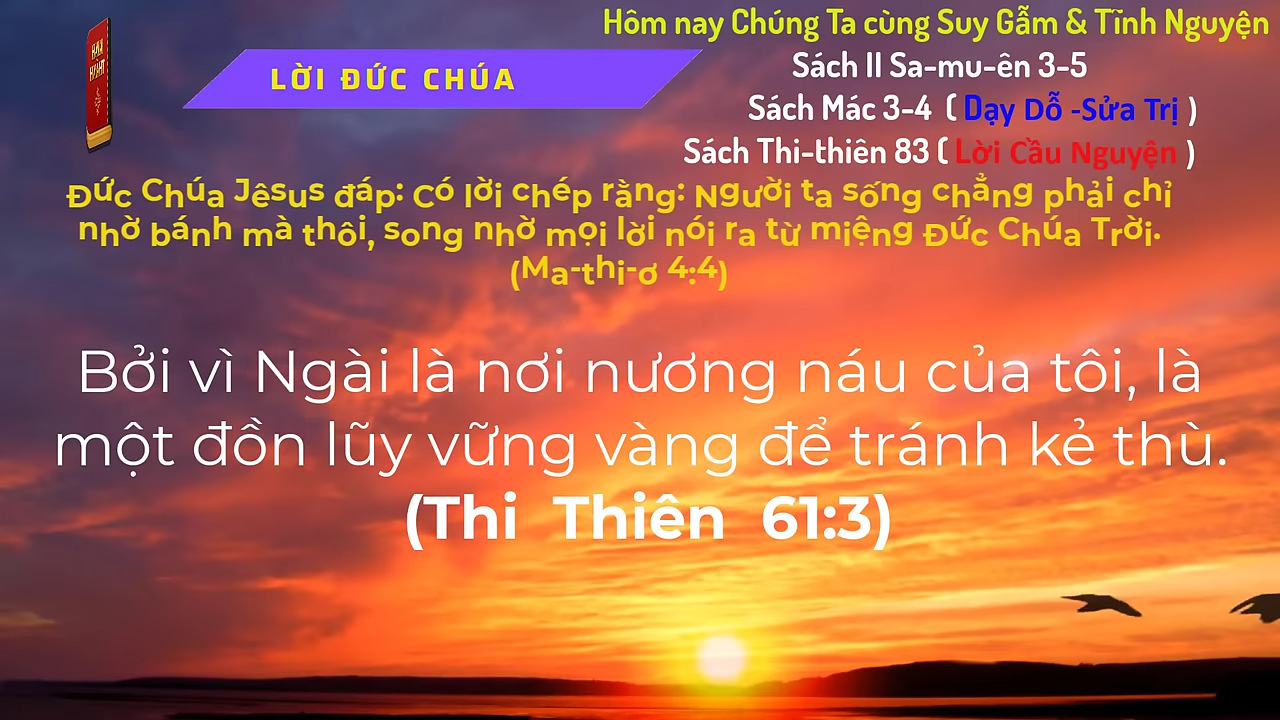 Hôm nay Chúng Ta cùng Suy Gẫm & Tĩnh Nguyện
LỜI ĐỨC CHÚA
Sách II Sa-mu-ên 3-5
Sách Mác 3-4 ( Dạy Dỗ -Sửa Trị )
Sách Thi-thiên 83 ( Lời Cầu Nguyện )
Đức Chúa Jêsus đáp: Có lời chép rằng: Người ta sống chẳng phải chỉ
nhờ bánh mà thôi, song nhờ mọi lời nói ra từ miệng Đức Chúa Trời.
(Ma-thi-ơ 4:4)
Bởi vì Ngài là nơi nương náu của tôi, là
một đồn lũy vững vàng để tránh kẻ thù.
(Thi Thiên 61:3)